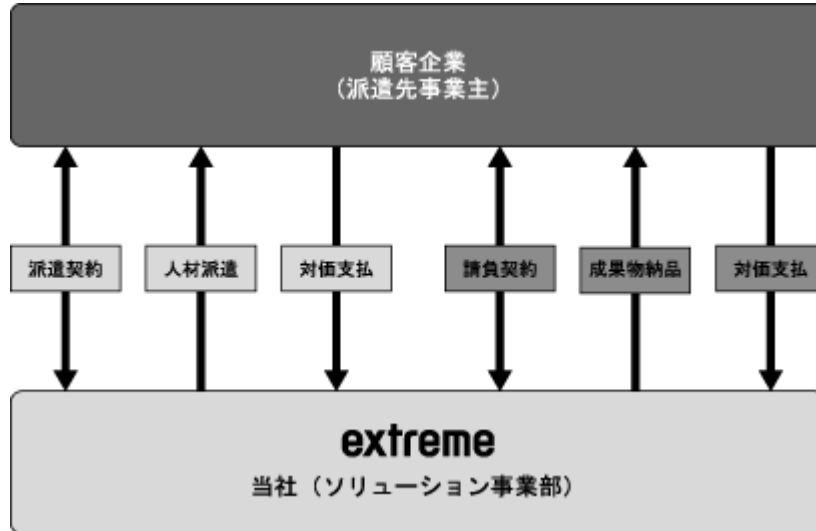 顧客企業
（派遣先事業主）
派遣契約
人材派遣
対価支払
請負契約
成果物納品
対価支払
extreme
当社（ソリューション事業部）